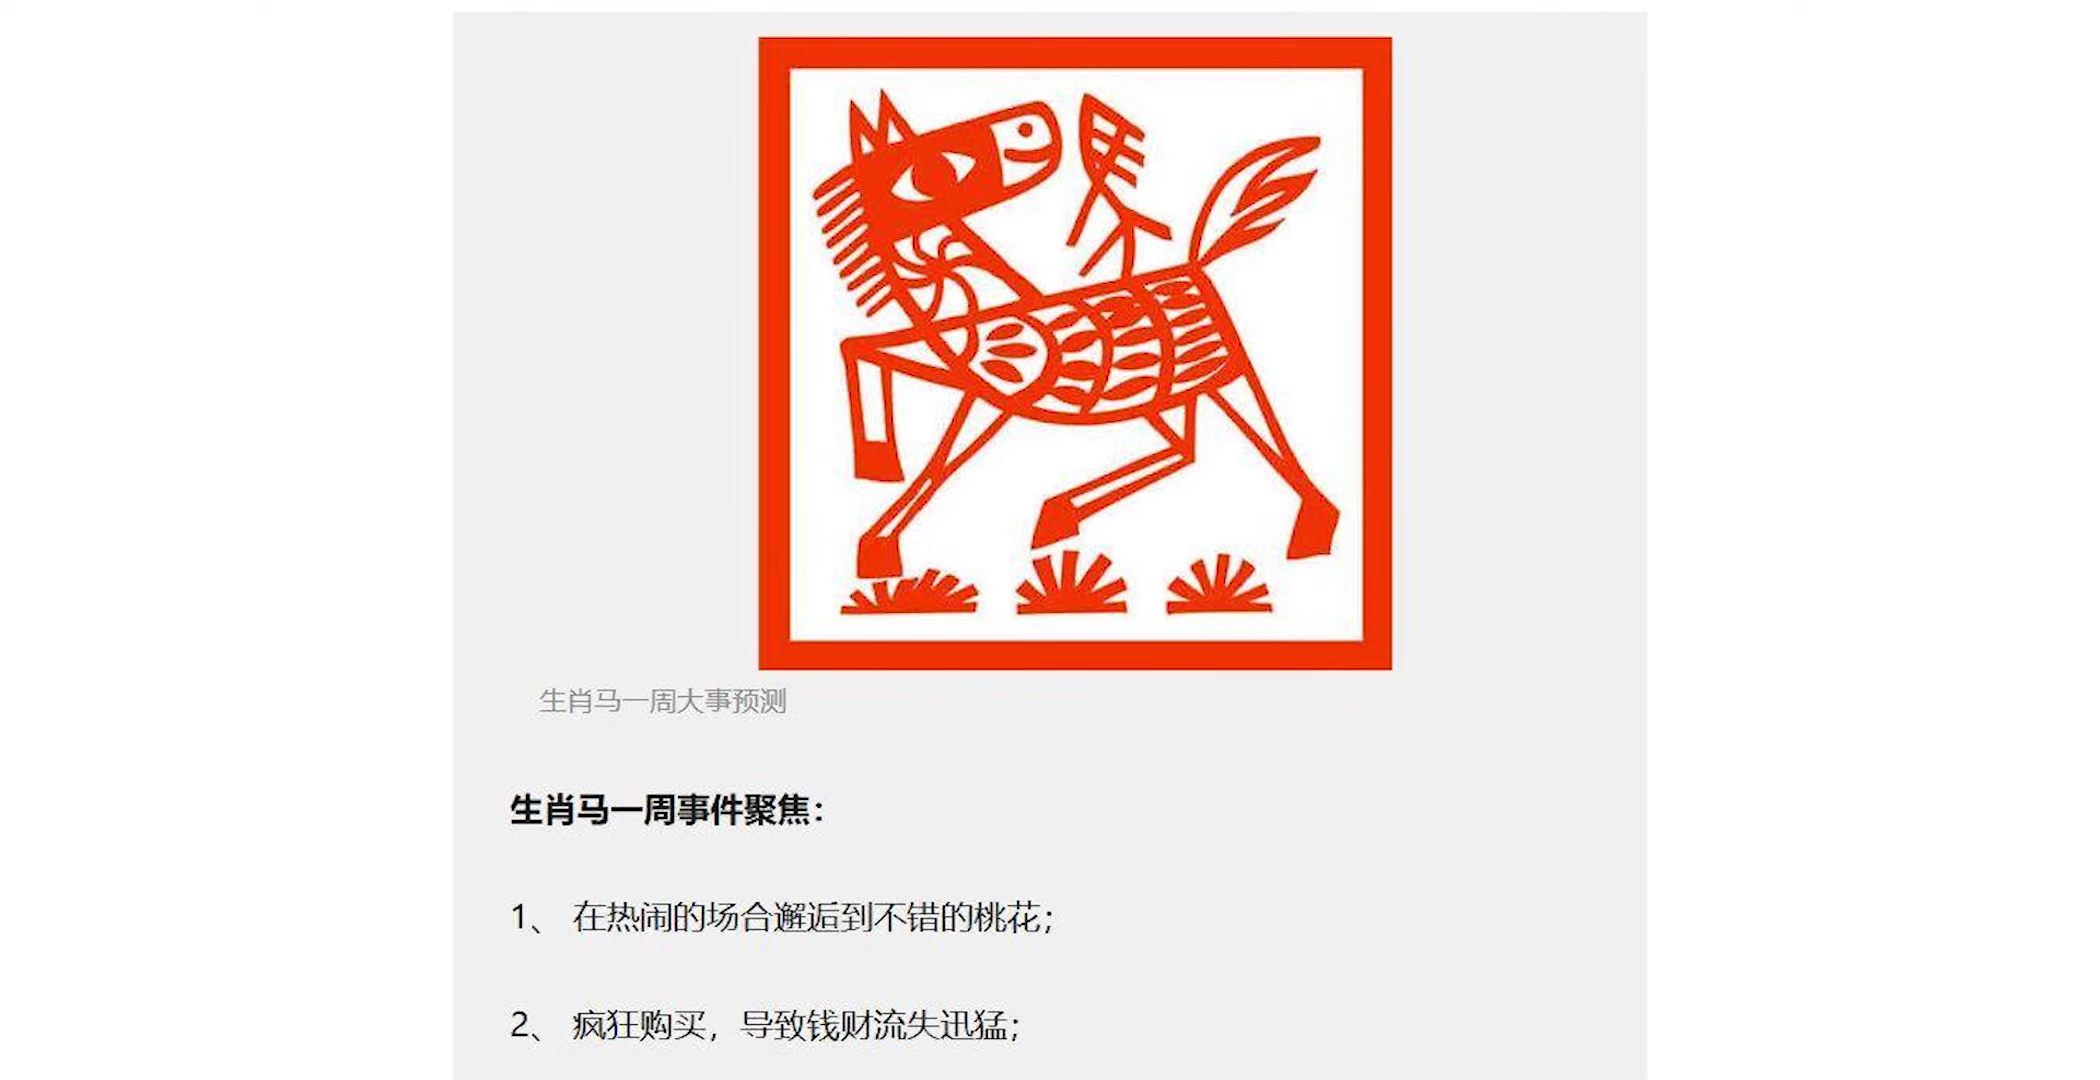 生肖马一周大事预测
生肖马一周事件聚焦：
1、 在热闹的场合邂逅到不错的桃花；
2、 疯狂购买，导致钱财流失迅猛；